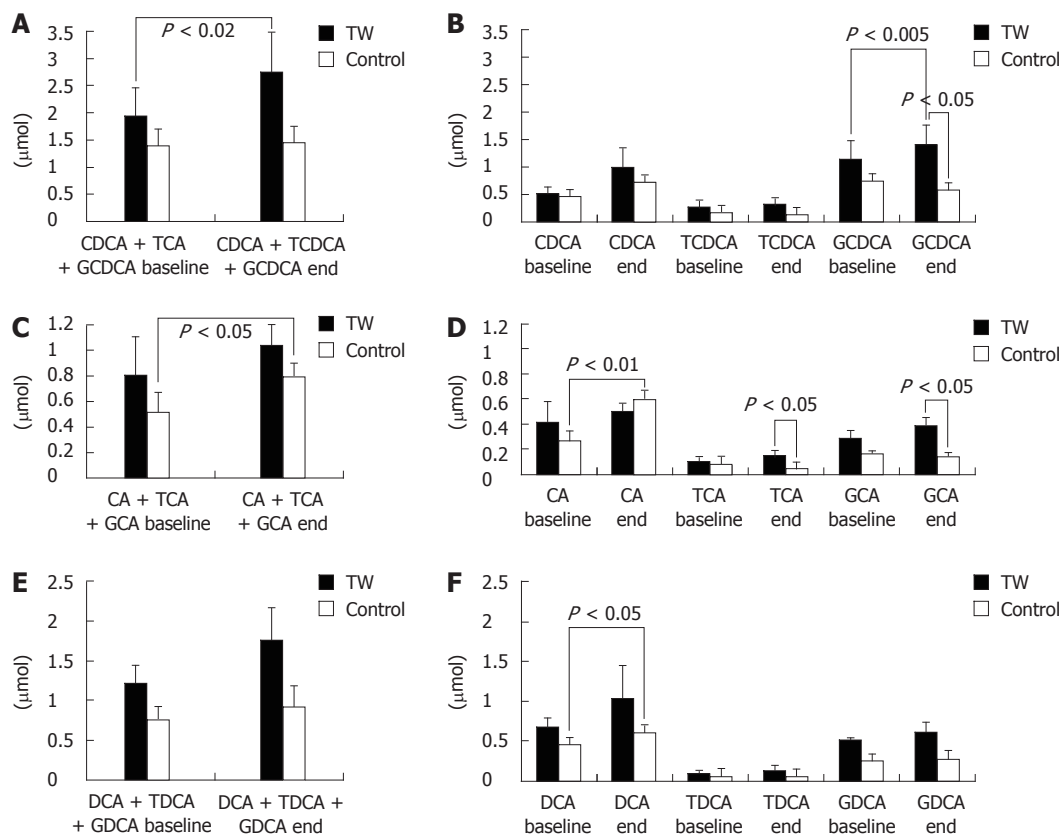 A
P < 0.02
TW
Control
3.5
3
2.5
2
1.5
1
0.5
0
(μmol)
CDCA + TCA
+ GCDCA baseline
CDCA + TCDCA
+ GCDCA end
B
TW
Control
P < 0.005
P < 0.05
3.5
3
2.5
2
1.5
1
0.5
0
(μmol)
CDCA
baseline
CDCA
end
TCDCA
baseline
TCDCA
end
GCDCA
baseline
GCDCA
end
C
TW
Control
P < 0.05
1.2
1
0.8
0.6
0.4
0.2
0
(μmol)
CA + TCA
+ GCA baseline
CA + TCA
+ GCA end
D
TW
Control
P < 0.01
P < 0.05
P < 0.05
1.2
1
0.8
0.6
0.4
0.2
0
(μmol)
CA
baseline
CA
end
TCA
baseline
TCA
end
GCA
baseline
GCA
end
E
TW
Control
2.5
2
1.5
1
0.5
0
(μmol)
DCA + TDCA
+ GDCA baseline
DCA + TDCA +
GDCA end
F
TW
Control
P < 0.05
2.5
2
1.5
1
0.5
0
(μmol)
DCA
baseline
DCA
end
TDCA
baseline
TDCA
end
GDCA
baseline
GDCA
end